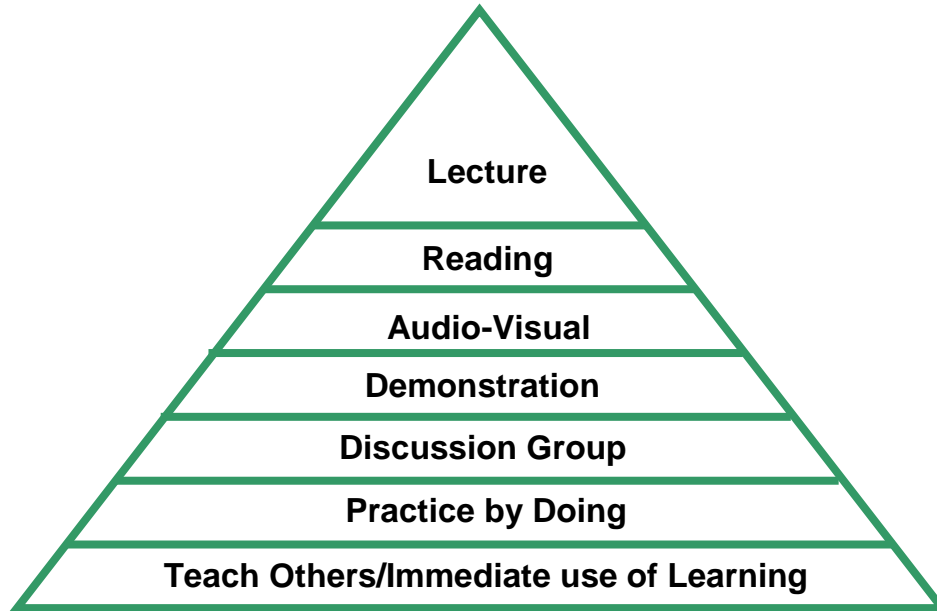 Lecture
Reading
Audio-Visual
Demonstration
Discussion Group
Practice by Doing
Teach Others/Immediate use of Learning